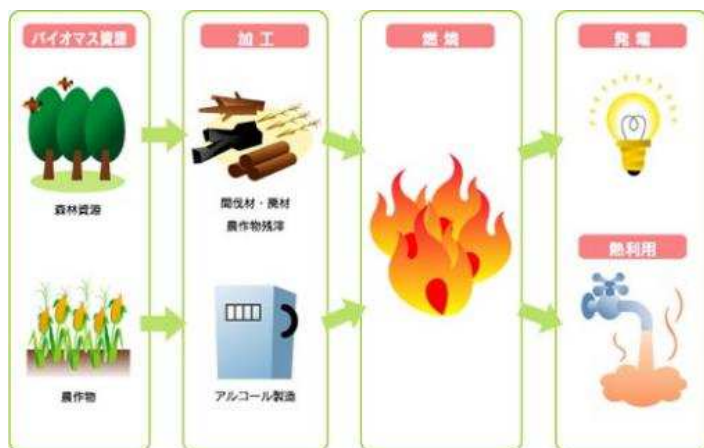 バイオマス資源
森林資源
農作物
加工
間伐材・廃材
農作物残渣
アルコール製造
燃焼
発電
熱利用